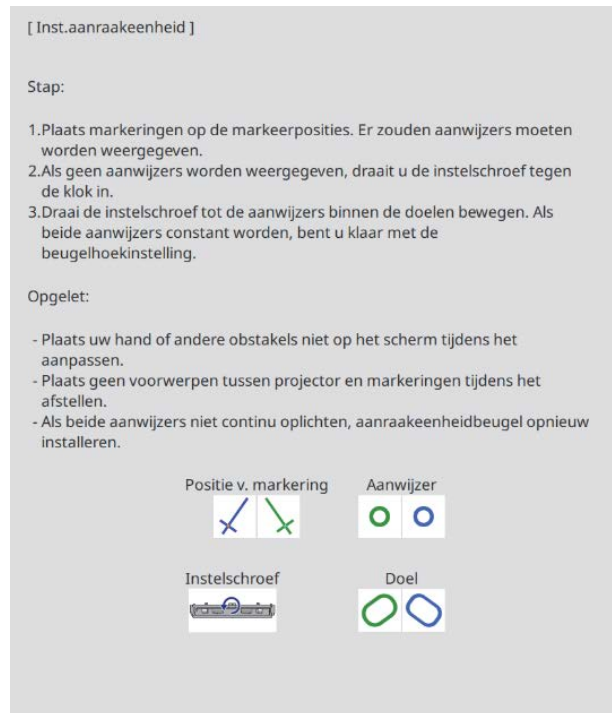 [ Inst.aanraakeenheid ]
Stap:
1.Plaats markeringen op de markeerposities. Er zouden aanwijzers moeten
worden weergegeven.
2.Als geen aanwijzers worden weergegeven, draait u de instelschroef tegen
de klok in.
3.Draai de instelschroef tot de aanwijzers binnen de doelen bewegen. Als
beide aanwijzers constant worden, bent u klaar met de
beugelhoekinstelling.
Opgelet:
- Plaats uw hand of andere obstakels niet op het scherm tijdens het
aanpassen.
- Plaats geen voorwerpen tussen projector en markeringen tijdens het
afstellen.
- Als beide aanwijzers niet continu oplichten, aanraakeenheidbeugel opnieuw
installeren.
Positie v. markering Aanwijzer
Instelschroef Doel